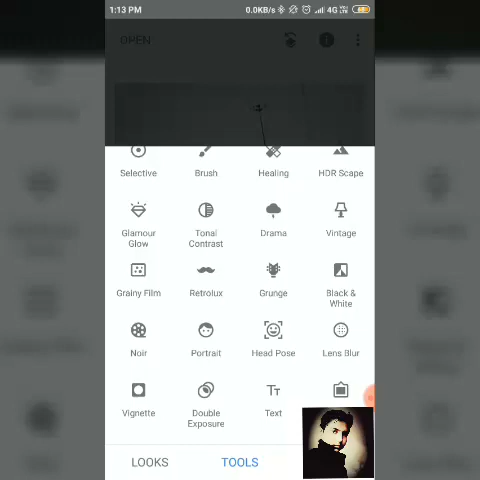 1:13 PM 0.0KB/s 4G
OPEN
Selective Brush Healing HDR Scape
Glamour Glow Tonal Contrast Drama Vintage
Grainy Film Retrolux Grunge Black & White
Noir Portrait Head Pose Lens Blur
Vignette Double Exposure Text
LOOKS TOOLS